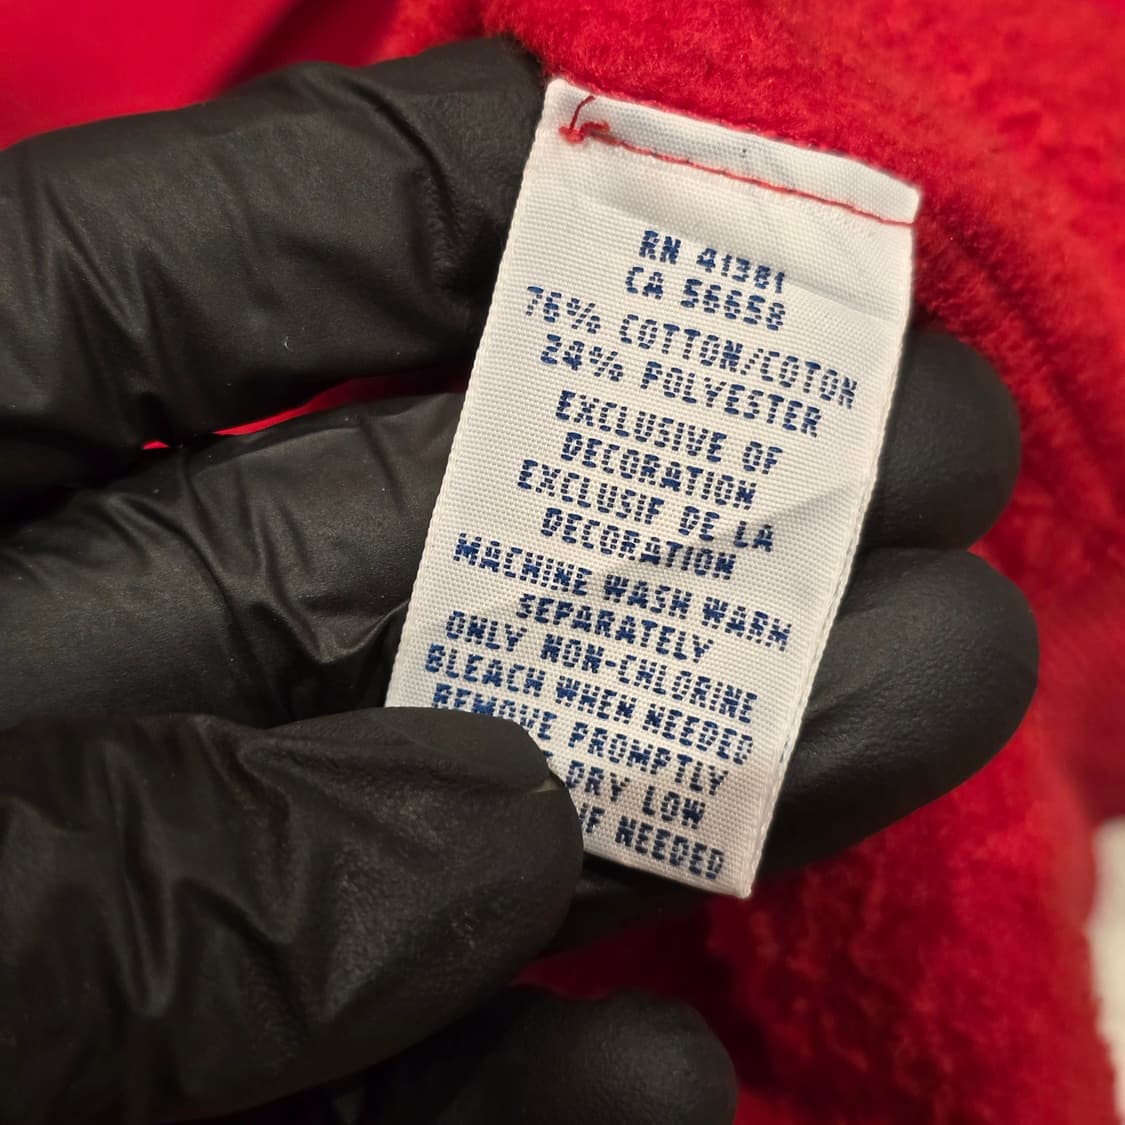 RN 41381
CA 56658
76% COTTON/COTON
24% POLYESTER
EXCLUSIVE OF
DECORATION
EXCLUSIF DE LA
DECORATION
MACHINE WASH WARM
SEPARATELY
ONLY NON-CHLORINE
BLEACH WHEN NEEDED
REMOVE PROMPTLY
DRY LOW
IF NEEDED